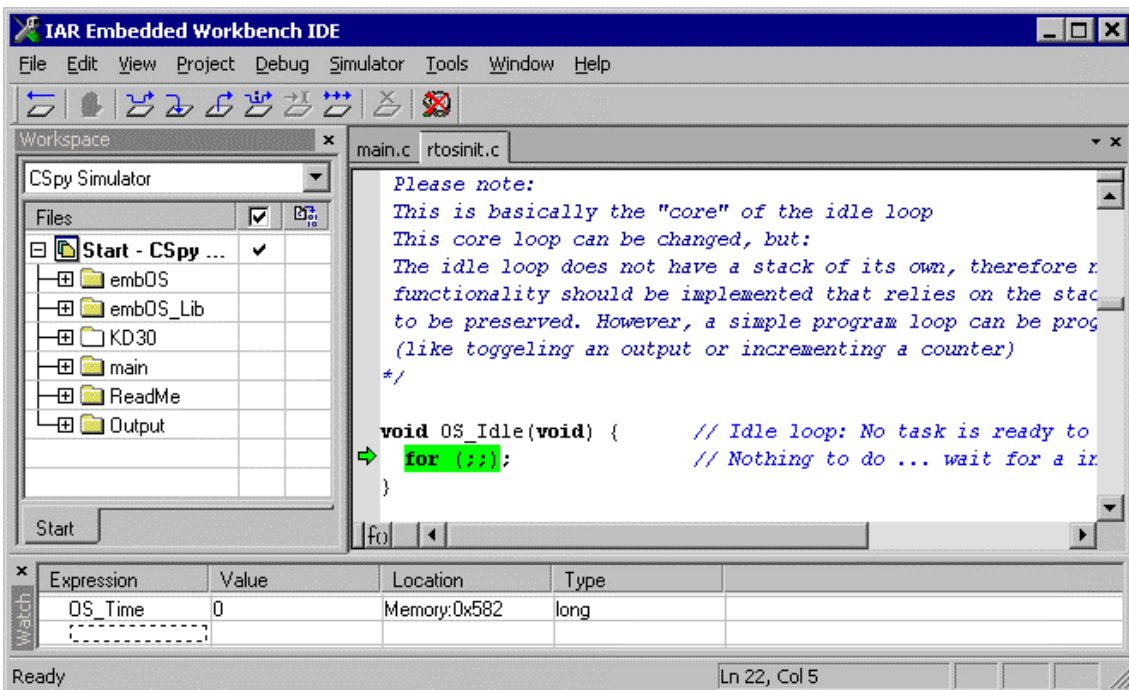 IAR Embedded Workbench IDE
File Edit View Project Debug Simulator Tools Window Help
Workspace
CSpy Simulator
Files
Start - CSpy ...
embOS
embOS_Lib
KD30
main
ReadMe
Output
Start
main.c rtosinit.c
Please note:
This is basically the "core" of the idle loop
This core loop can be changed, but:
The idle loop does not have a stack of its own, therefore
functionality should be implemented that relies on the stac
to be preserved. However, a simple program loop can be prog
(like toggeling an output or incrementing a counter)
*/
void OS_Idle(void) { // Idle loop: No task is ready to
for (;;); // Nothing to do ... wait for a in
}
f()
Watch
Expression Value Location Type
OS_Time 0 Memory:0x582 long
Ready Ln 22, Col 5